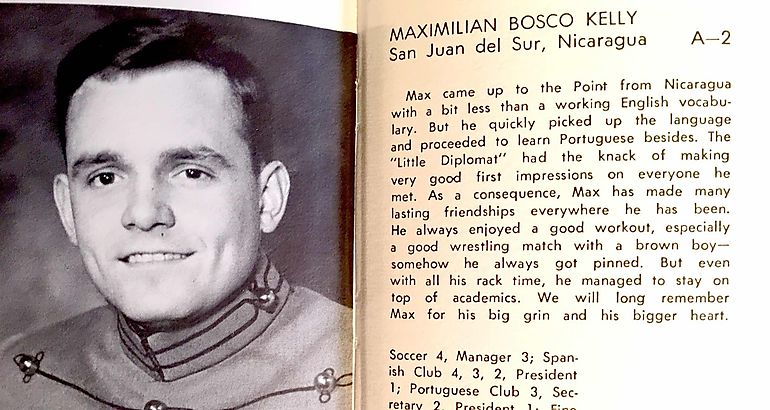 MAXIMILIAN BOSCO KELLY
San Juan del Sur, Nicaragua A—2
Max came up to the Point from Nicaragua
with a bit less than a working English vocabu-
lary. But he quickly picked up the language
and proceeded to learn Portuguese besides. The
"Little Diplomat" had the knack of making
very good first impressions on everyone he
met. As a consequence, Max has made many
lasting friendships everywhere he has been.
He always enjoyed a good workout, especially
a good wrestling match with a brown boy—
somehow he always got pinned. But even
with all his rack time, he managed to stay on
top of academics. We will long remember
Max for his big grin and his bigger heart.
Soccer 4, Manager 3; Span-
ish Club 4, 3, 2, President
1; Portuguese Club 3, Sec-
retary 2, President 1; Fine